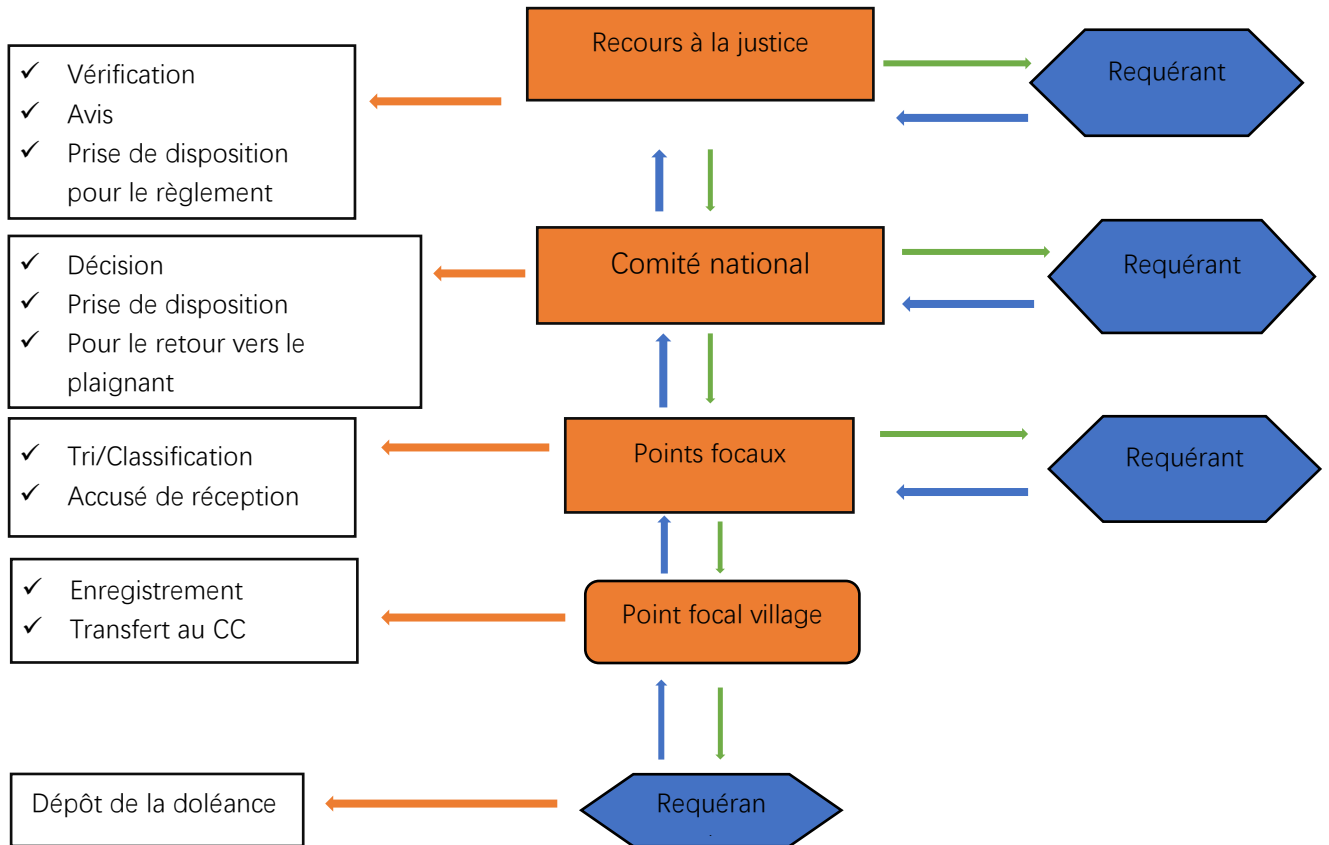 Recours à la justice
Requérant
✓ Vérification
✓ Avis
✓ Prise de disposition
pour le règlement
Comité national
Requérant
✓ Décision
✓ Prise de disposition
✓ Pour le retour vers le
plaignant
Points focaux
Requérant
✓ Tri/Classification
✓ Accusé de réception
Point focal village
✓ Enregistrement
✓ Transfert au CC
Requéran
Dépôt de la doléance